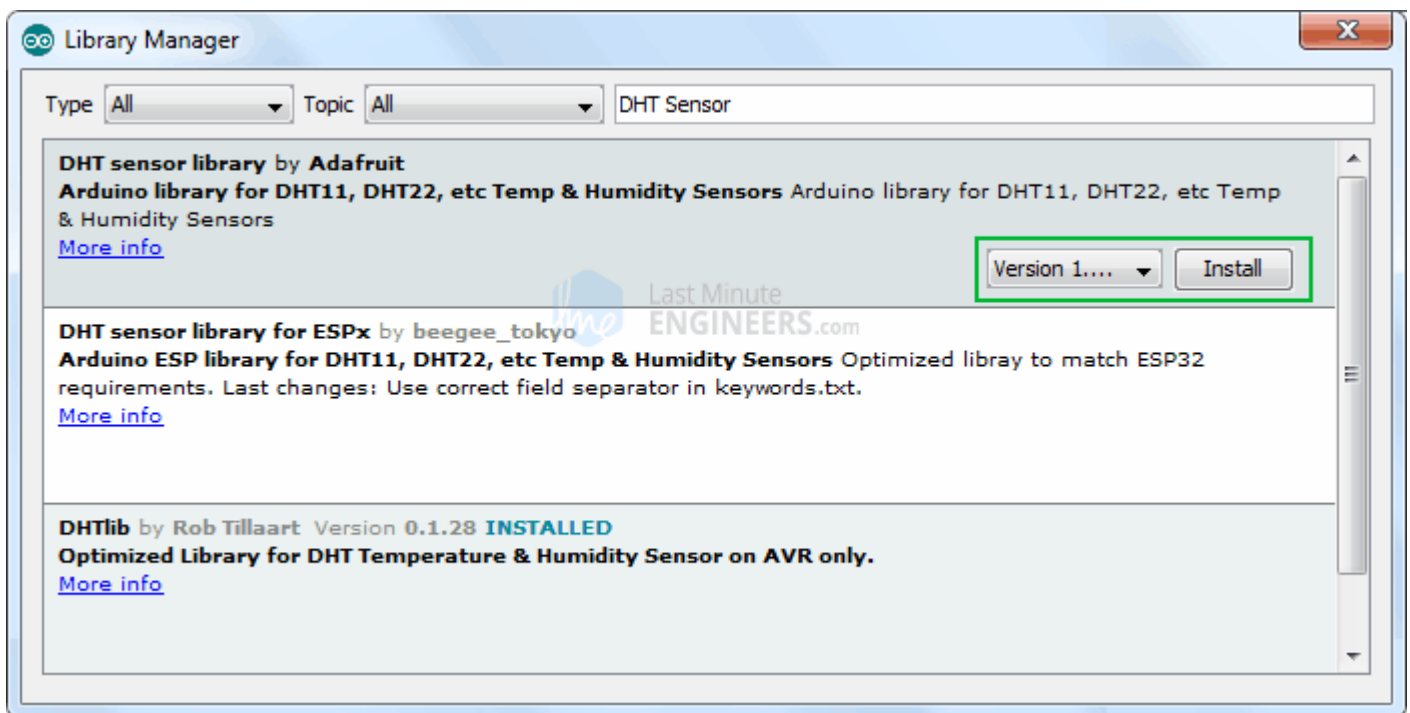 Library Manager
Type All Topic All DHT Sensor
DHT sensor library by Adafruit
Arduino library for DHT11, DHT22, etc Temp & Humidity Sensors Arduino library for DHT11, DHT22, etc Temp
& Humidity Sensors
More info
Version 1.... Install
Last Minute
ENGINEERS.com
DHT sensor library for ESPx by beegee_tokyo
Arduino ESP library for DHT11, DHT22, etc Temp & Humidity Sensors Optimized libray to match ESP32
requirements. Last changes: Use correct field separator in keywords.txt.
More info
DHTlib by Rob Tillaart Version 0.1.28 INSTALLED
Optimized Library for DHT Temperature & Humidity Sensor on AVR only.
More info